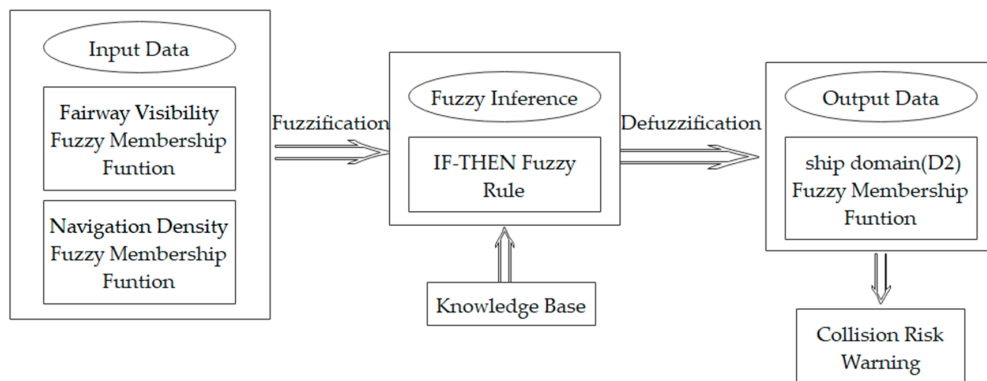 Input Data
Fairway Visibility
Fuzzy Membership
Funtion
Navigation Density
Fuzzy Membership
Funtion
Fuzzification
Fuzzy Inference
IF-THEN Fuzzy
Rule
Knowledge Base
Defuzzification
Output Data
ship domain(D2)
Fuzzy Membership
Funtion
Collision Risk
Warning